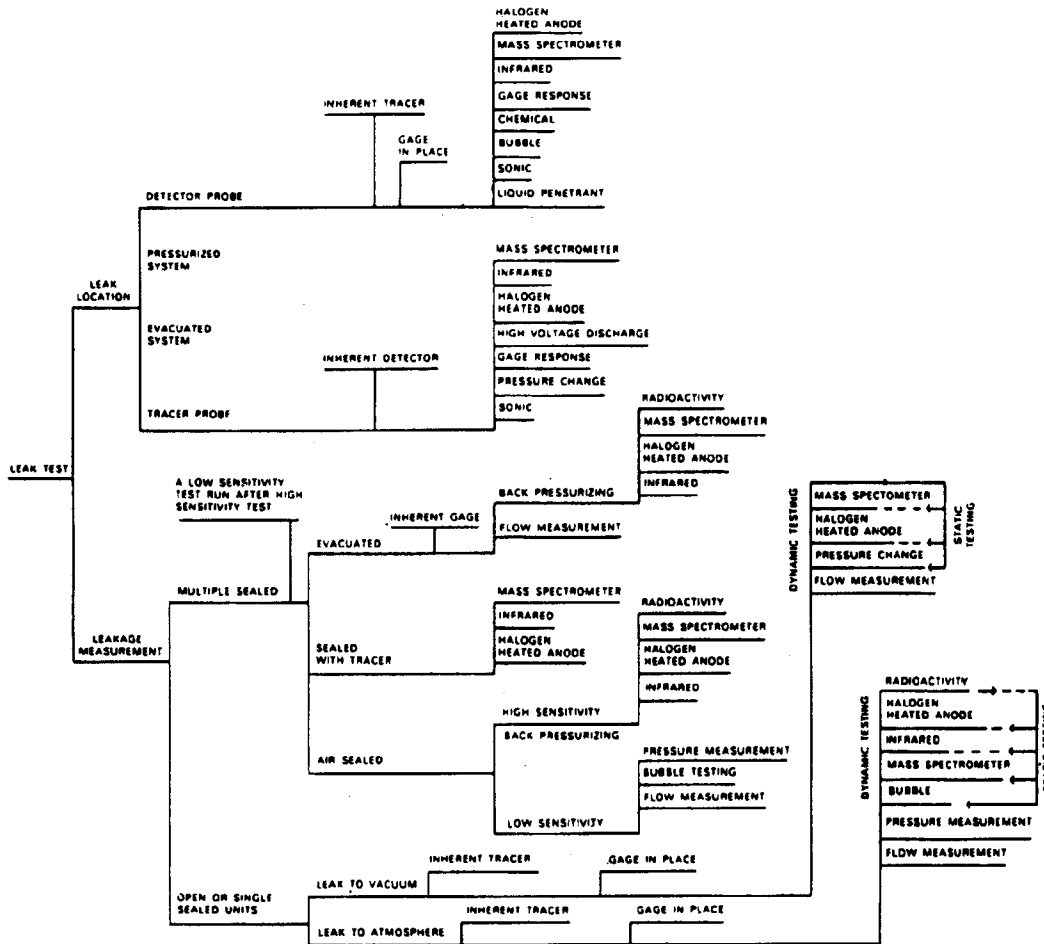 HALOGEN
HEATED ANODE
MASS SPECTROMETER
INFRARED
GAGE RESPONSE
CHEMICAL
BUBBLE
SONIC
LIQUID PENETRANT
INHERENT TRACER
GAGE
IN PLACE
DETECTOR PROBE
PRESSURIZED
SYSTEM
LEAK
LOCATION
EVACUATED
SYSTEM
INHERENT DETECTOR
TRACER PROBE
MASS SPECTROMETER
INFRARED
HALOGEN
HEATED ANODE
HIGH VOLTAGE DISCHARGE
GAGE RESPONSE
PRESSURE CHANGE
SONIC
LEAK TEST
A LOW SENSITIVITY
TEST RUN AFTER HIGH
SENSITIVITY TEST
RADIOACTIVITY
MASS SPECTROMETER
HALOGEN
HEATED ANODE
INFRARED
BACK PRESSURIZING
INHERENT GAGE
FLOW MEASUREMENT
EVACUATED
MULTIPLE SEALED
LEAKAGE
MEASUREMENT
MASS SPECTROMETER
INFRARED
HALOGEN
HEATED ANODE
SEALED
WITH TRACER
RADIOACTIVITY
MASS SPECTROMETER
HALOGEN
HEATED ANODE
INFRARED
HIGH SENSITIVITY
BACK PRESSURIZING
AIR SEALED
PRESSURE MEASUREMENT
BUBBLE TESTING
FLOW MEASUREMENT
LOW SENSITIVITY
DYNAMIC TESTING
MASS SPECTOMETER
HALOGEN
HEATED ANODE
PRESSURE CHANGE
FLOW MEASUREMENT
STATIC
TESTING
DYNAMIC TESTING
RADIOACTIVITY
HALOGEN
HEATED ANODE
INFRARED
MASS SPECTROMETER
BUBBLE
PRESSURE MEASUREMENT
FLOW MEASUREMENT
OPEN OR SINGLE
SEALED UNITS
LEAK TO VACUUM
INHERENT TRACER
GAGE IN PLACE
LEAK TO ATMOSPHERE
INHERENT TRACER
GAGE IN PLACE